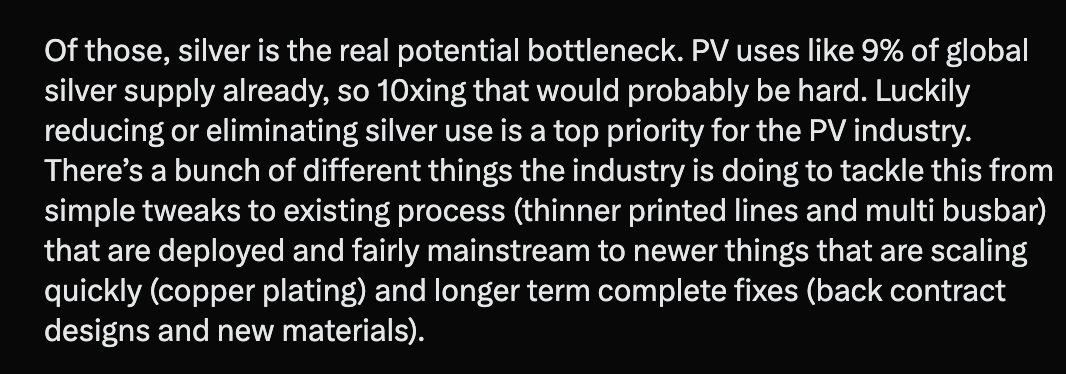 Of those, silver is the real potential bottleneck. PV uses like 9% of global
silver supply already, so 10xing that would probably be hard. Luckily
reducing or eliminating silver use is a top priority for the PV industry.
There’s a bunch of different things the industry is doing to tackle this from
simple tweaks to existing process (thinner printed lines and multi busbar)
that are deployed and fairly mainstream to newer things that are scaling
quickly (copper plating) and longer term complete fixes (back contract
designs and new materials).